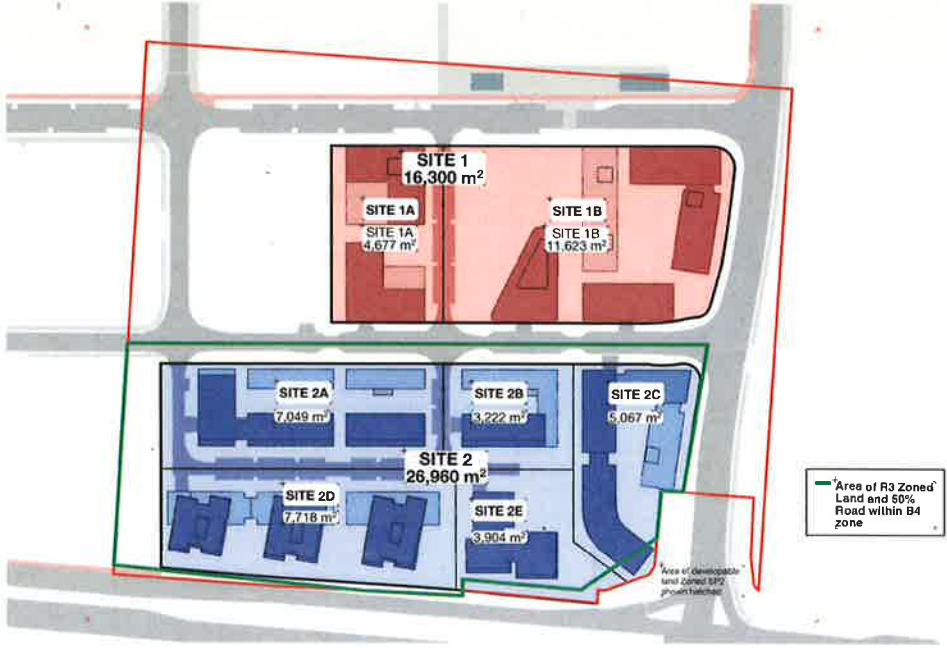 SITE 1
16,300 m²
SITE 1A
SITE 1A
4,677 m²
SITE 1B
SITE 1B
11,623 m²
SITE 2A
7,049 m²
SITE 2B
3,222 m²
SITE 2C
5,067 m²
SITE 2
26,960 m²
SITE 2D
7,718 m²
SITE 2E
3,904 m²
Area of R3 Zoned
Land and 50%
Road within B4
zone
Area of developable
land zoned SP2
shown hatched